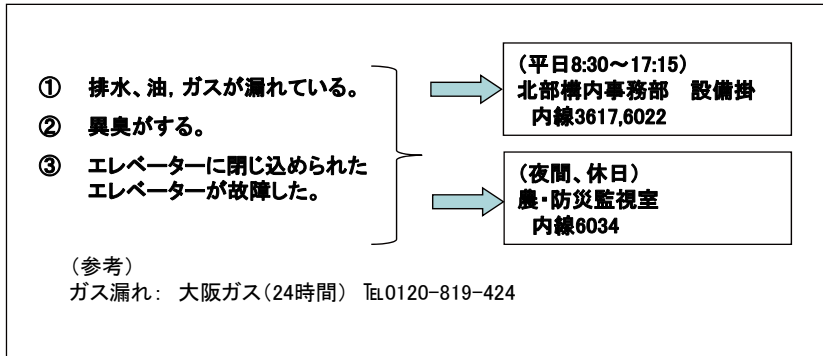 ① 排水、油，ガスが漏れている。
② 異臭がする。
③ エレベーターに閉じ込められた
エレベーターが故障した。
(平日8:30～17:15)
北部構内事務部　設備掛
内線3617,6022
(夜間、休日)
農・防災監視室
内線6034
(参考)
ガス漏れ：　大阪ガス(24時間)　℡0120-819-424